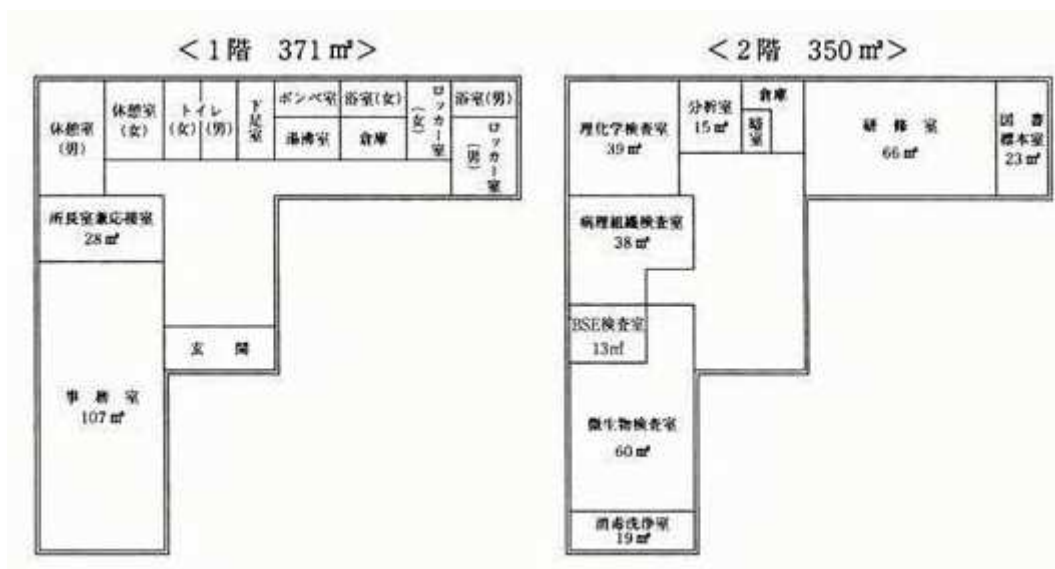 <1階 371㎡>
休憩室
(男)
休憩室
(女)
トイレ
(女)(男)
下足室
ボンベ室
浴室(女)
湯沸室
倉庫
ロッカー室
(女)
浴室(男)
ロッカー室
(男)
所長室兼応接室
28㎡
玄 関
事 務 室
107㎡
<2階 350㎡>
理化学検査室
39㎡
分析室
15㎡
倉庫
暗室
研 修 室
66㎡
図書
標本室
23㎡
病理組織検査室
38㎡
BSE検査室
13㎡
微生物検査室
60㎡
消毒洗浄室
19㎡